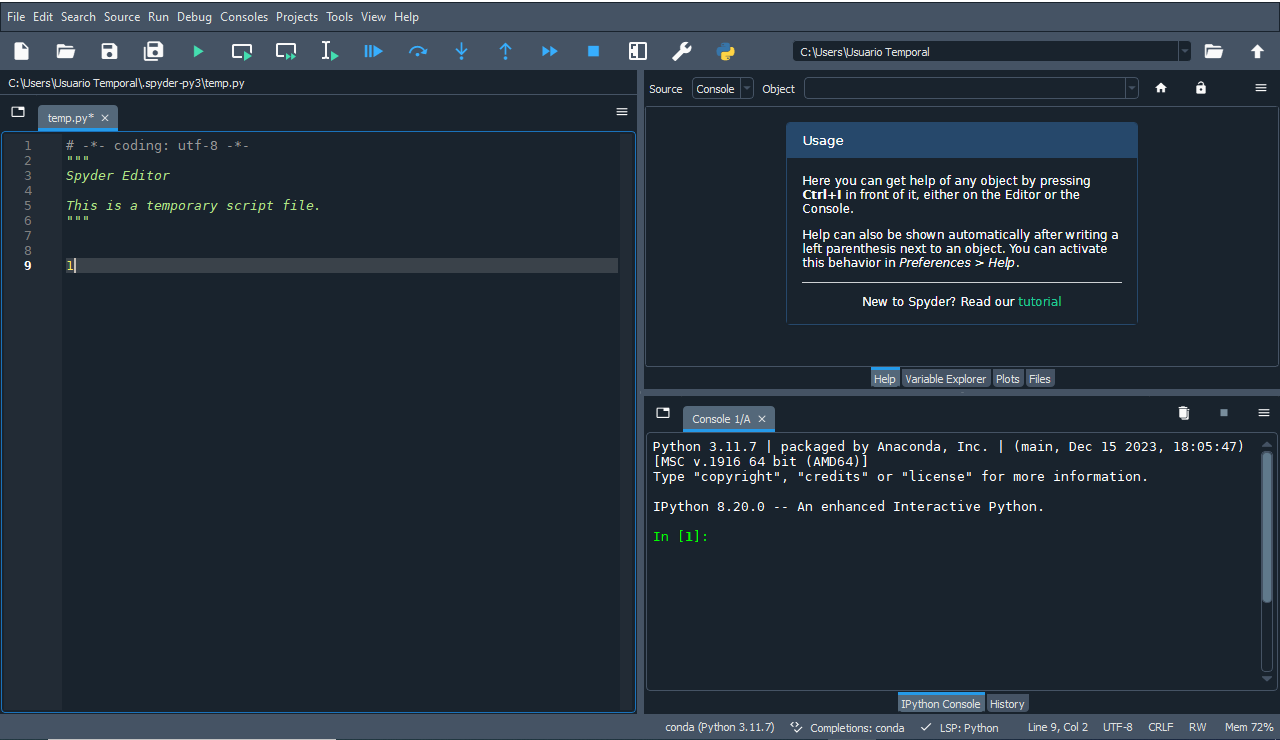 File Edit Search Source Run Debug Consoles Projects Tools View Help
C:\Users\Usuario Temporal
C:\Users\Usuario Temporal\.spyder-py3\temp.py
temp.py*
1 # -*- coding: utf-8 -*-
2 """
3 Spyder Editor
4
5 This is a temporary script file.
6 """
7
8
9 1
Source Console Object
Usage
Here you can get help of any object by pressing
Ctrl+I in front of it, either on the Editor or the
Console.
Help can also be shown automatically after writing a
left parenthesis next to an object. You can activate
this behavior in Preferences > Help.
New to Spyder? Read our tutorial
Help Variable Explorer Plots Files
Console 1/A
Python 3.11.7 | packaged by Anaconda, Inc. | (main, Dec 15 2023, 18:05:47)
[MSC v.1916 64 bit (AMD64)]
Type "copyright", "credits" or "license" for more information.
IPython 8.20.0 -- An enhanced Interactive Python.
In [1]:
IPython Console History
conda (Python 3.11.7) Completions: conda LSP: Python Line 9, Col 2 UTF-8 CRLF RW Mem 72%